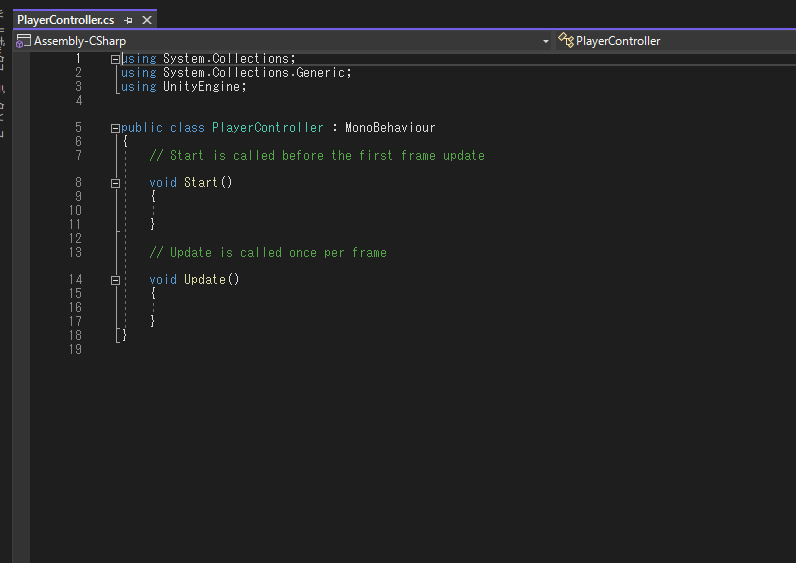 PlayerController.cs
Assembly-CSharp
PlayerController
1 using System.Collections;
2 using System.Collections.Generic;
3 using UnityEngine;
4
5 public class PlayerController : MonoBehaviour
6 {
7 // Start is called before the first frame update
8 void Start()
9 {
10
11 }
12
13 // Update is called once per frame
14 void Update()
15 {
16
17 }
18 }
19